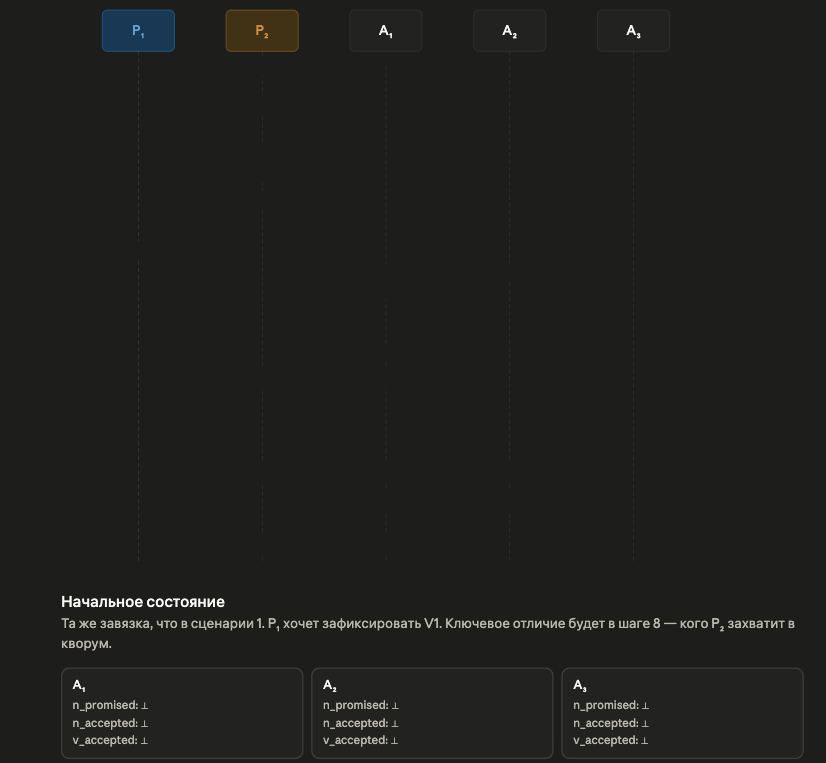 P₁ P₂ A₁ A₂ A₃
Начальное состояние
Та же завязка, что в сценарии 1. P₁ хочет зафиксировать V1. Ключевое отличие будет в шаге 8 — кого P₂ захватит в
кворум.
A₁ A₂ A₃
n_promised: ⊥ n_promised: ⊥ n_promised: ⊥
n_accepted: ⊥ n_accepted: ⊥ n_accepted: ⊥
v_accepted: ⊥ v_accepted: ⊥ v_accepted: ⊥